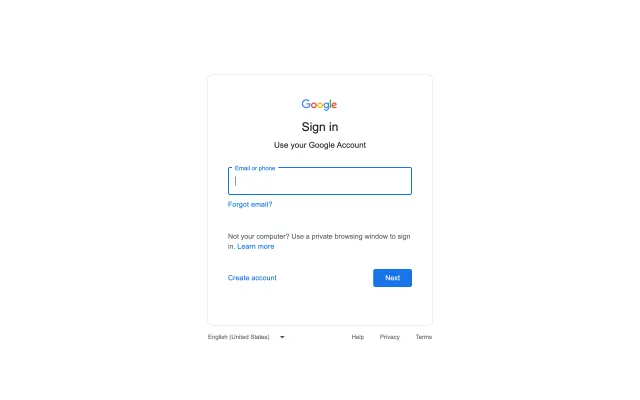 Google
Sign in
Use your Google Account
Email or phone
Forgot email?
Not your computer? Use a private browsing window to sign
in. Learn more
Create account
Next
English (United States)
Help
Privacy
Terms